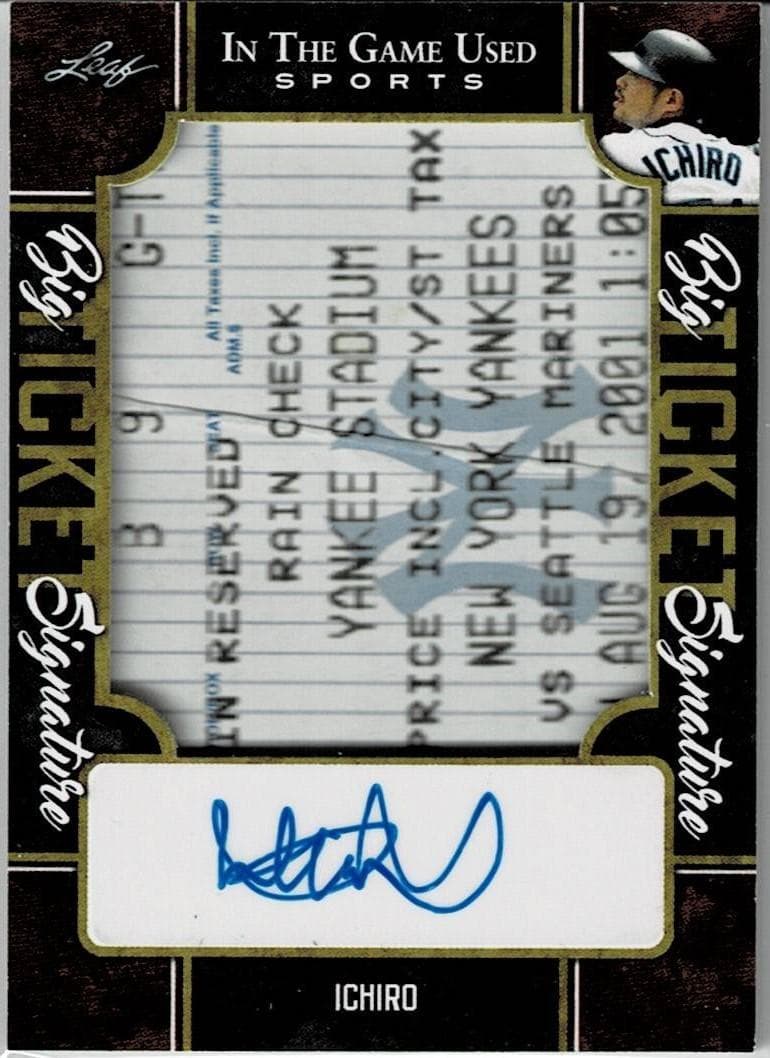 Leaf
IN THE GAME USED
SPORTS
ICHIRO
Big
TICKET
Signature
Big
TICKET
Signature
G-T
B 9
All Taxes Incl. If Applicable
ADM.$
IN RESERVED
RAIN CHECK
YANKEE STADIUM
PRICE INCL.CITY/ST TAX
NEW YORK YANKEES
VS SEATTLE MARINERS
AUG 19, 2001 1:05
NY
ICHIRO